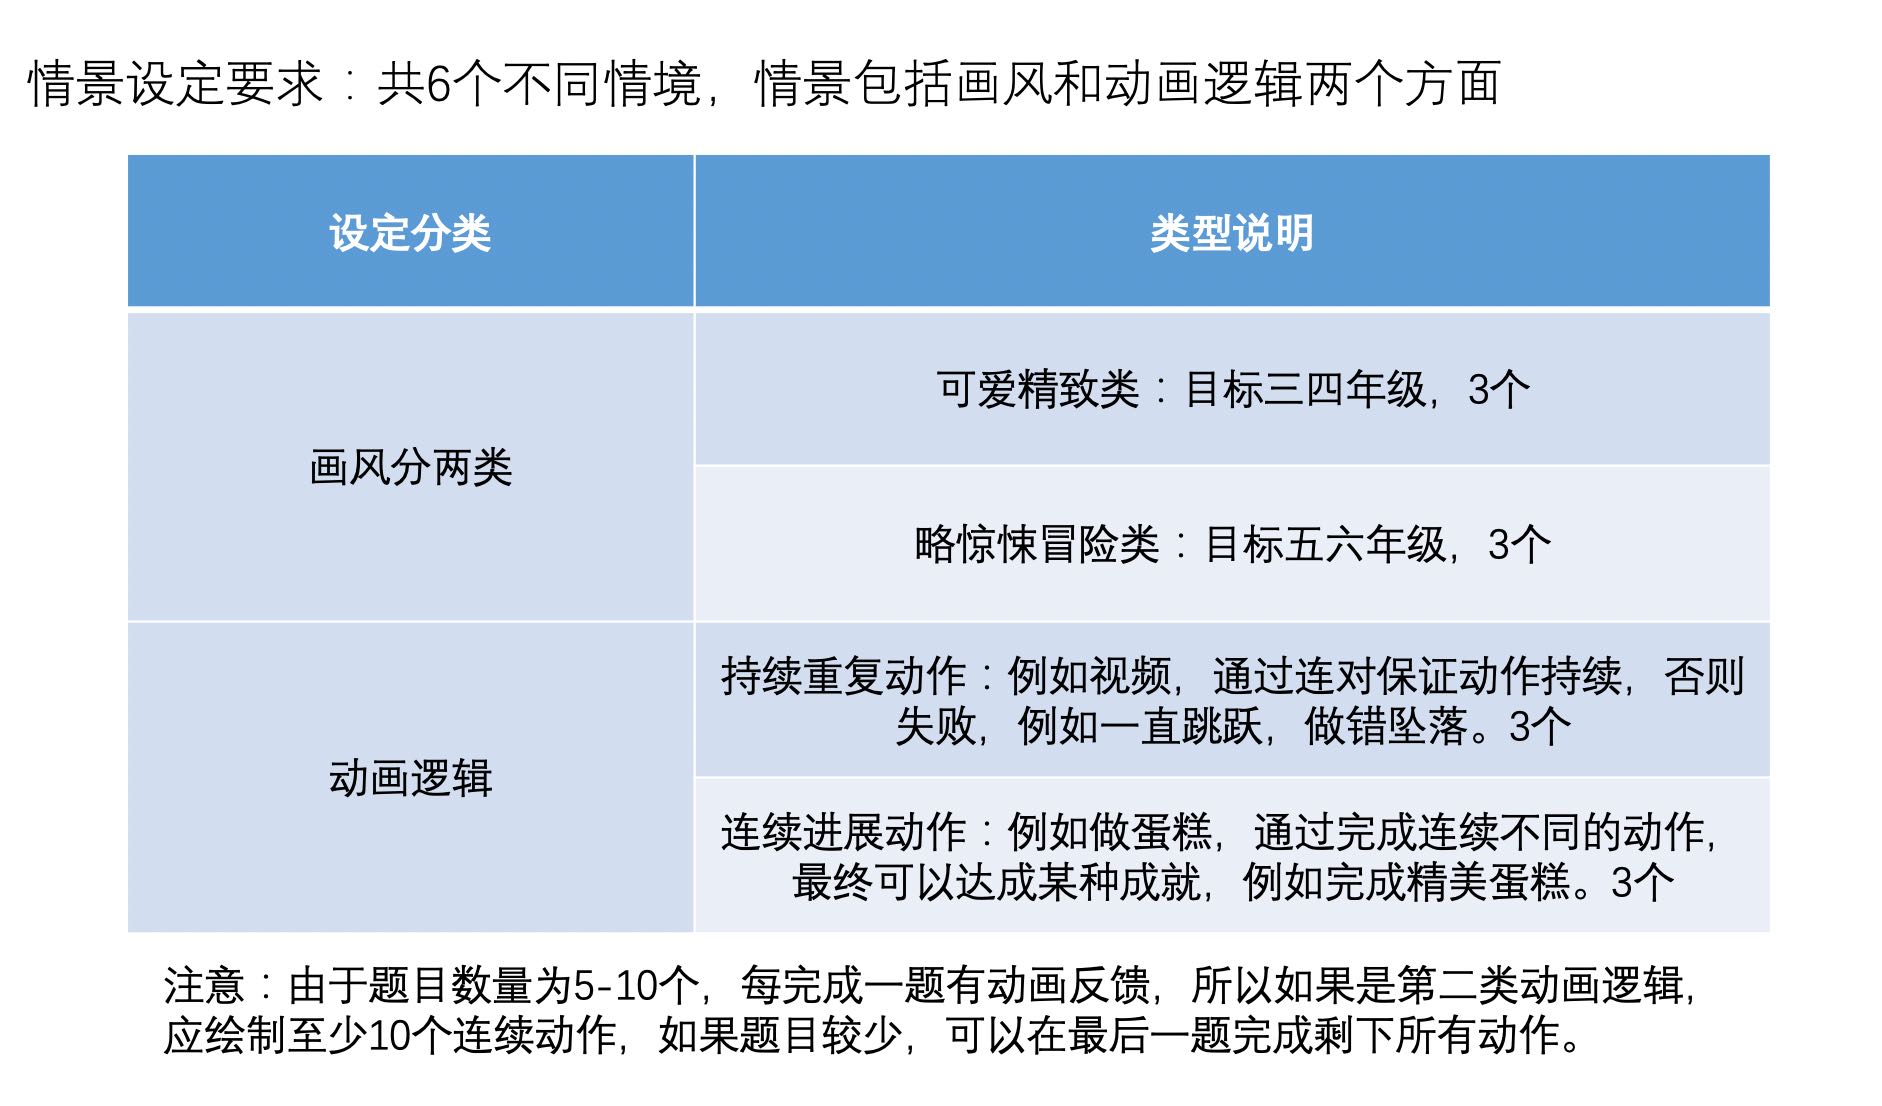 情景设定要求：共6个不同情境，情景包括画风和动画逻辑两个方面
设定分类
类型说明
画风分两类
可爱精致类：目标三四年级，3个
略惊悚冒险类：目标五六年级，3个
动画逻辑
持续重复动作：例如视频，通过连对保证动作持续，否则
失败，例如一直跳跃，做错坠落。3个
连续进展动作：例如做蛋糕，通过完成连续不同的动作，
最终可以达成某种成就，例如完成精美蛋糕。3个
注意：由于题目数量为5-10个，每完成一题有动画反馈，所以如果是第二类动画逻辑，
应绘制至少10个连续动作，如果题目较少，可以在最后一题完成剩下所有动作。